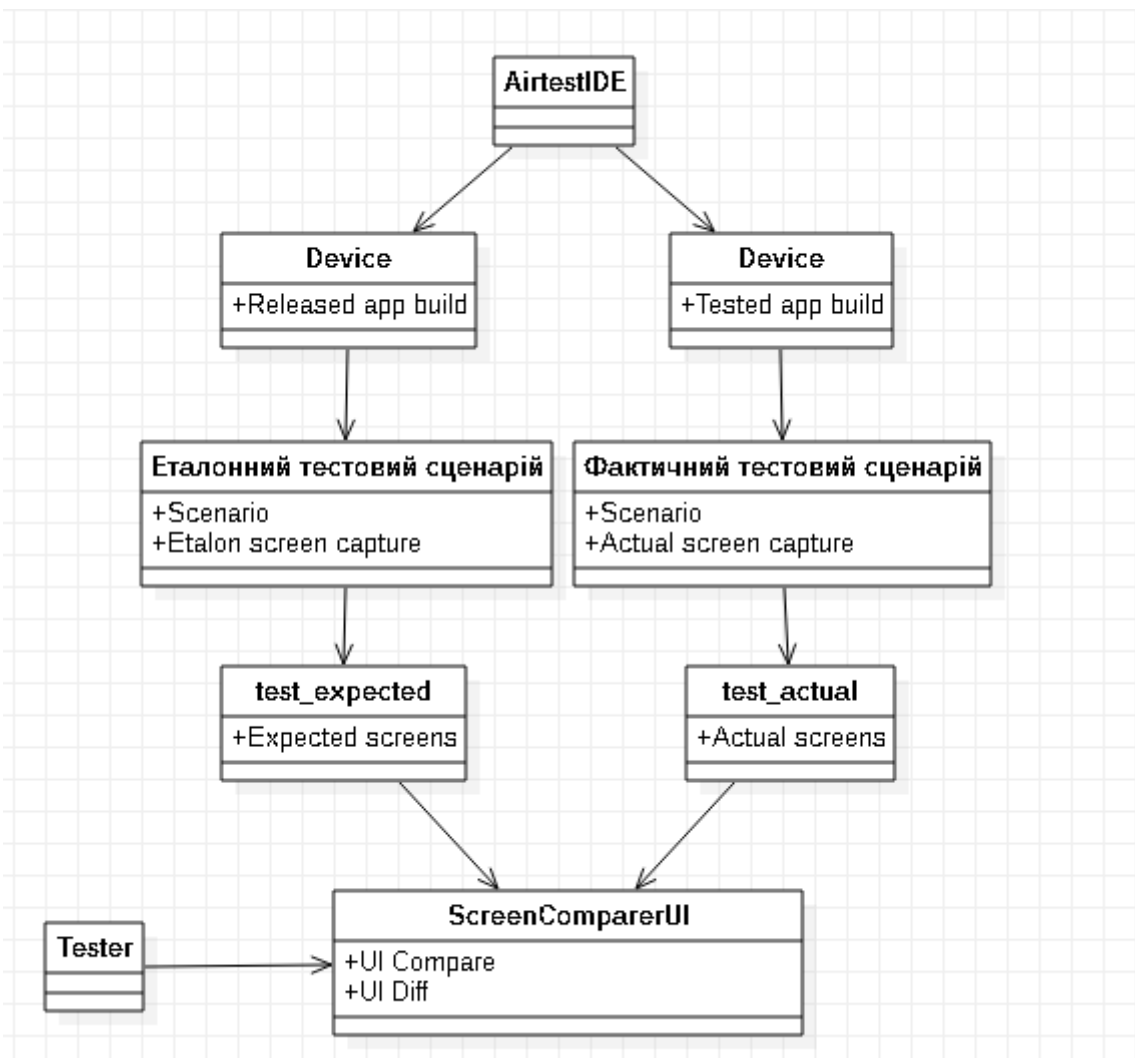 AirtestIDE
Device
+Released app build
Device
+Tested app build
Еталонний тестовий сценарій
+Scenario
+Etalon screen capture
Фактичний тестовий сценарій
+Scenario
+Actual screen capture
test_expected
+Expected screens
test_actual
+Actual screens
ScreenComparerUI
+UI Compare
+UI Diff
Tester